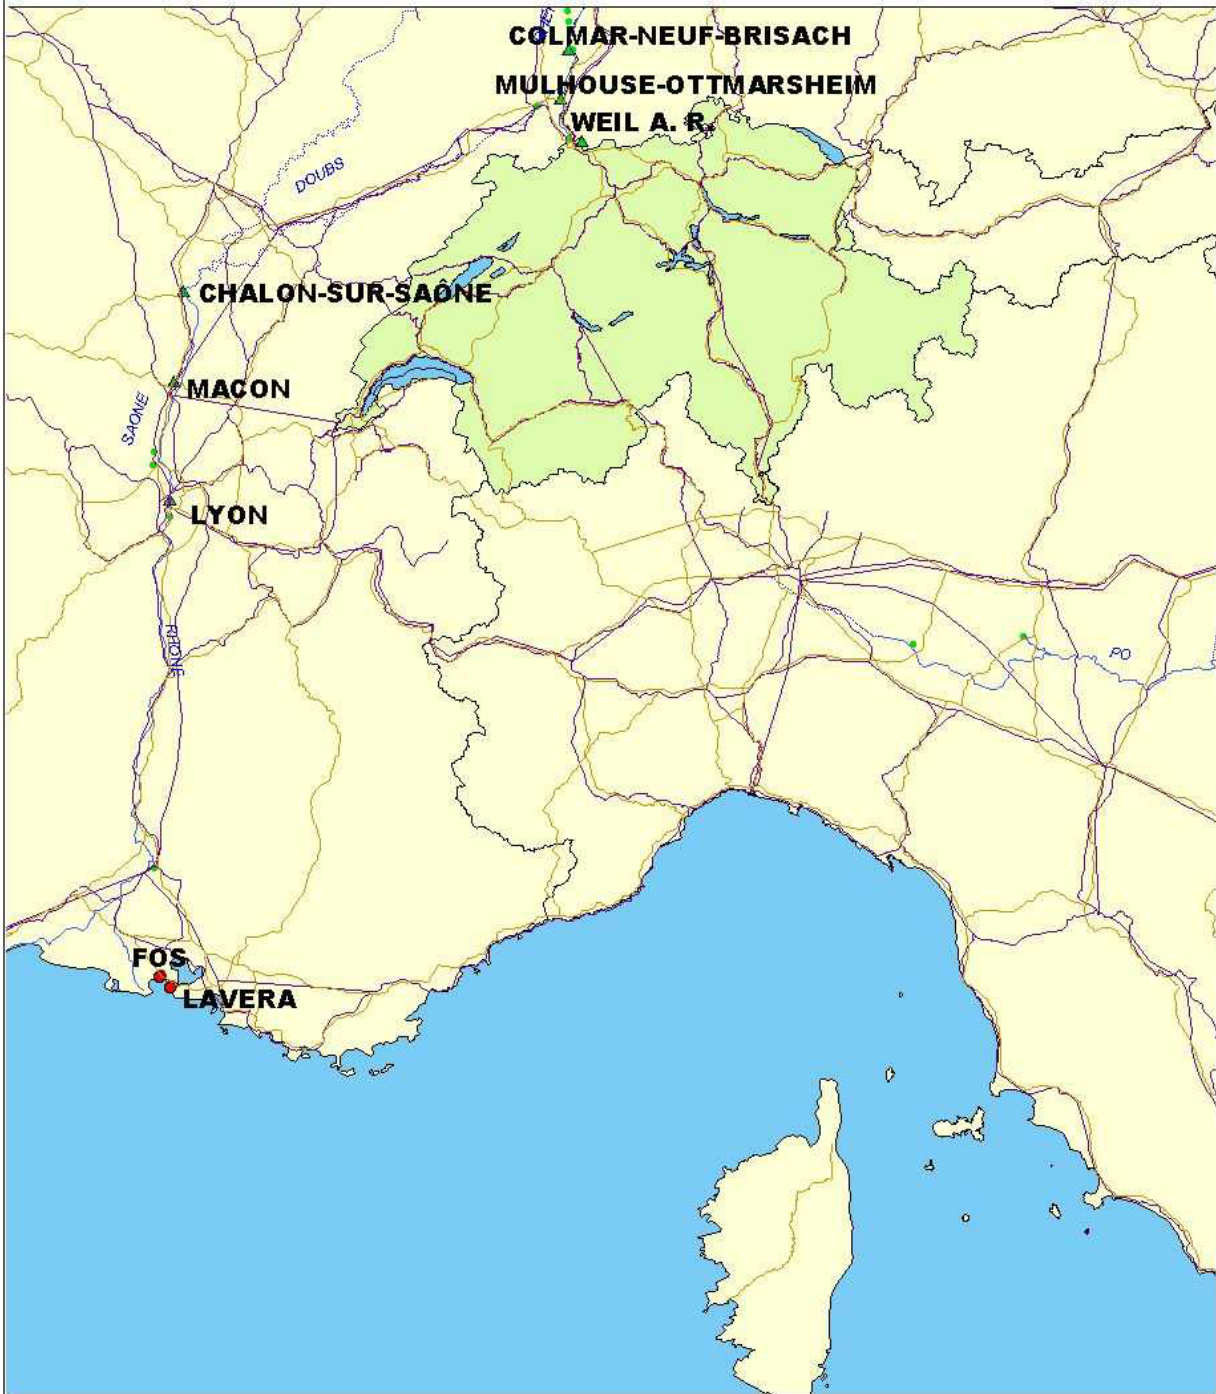 COLMAR-NEUF-BRISACH
MULHOUSE-OTTMARSHEIM
WEIL A. R.
DOUBS
CHALON-SUR-SAÔNE
MACON
SAONE
LYON
RHONE
PO
FOS
LAVERA